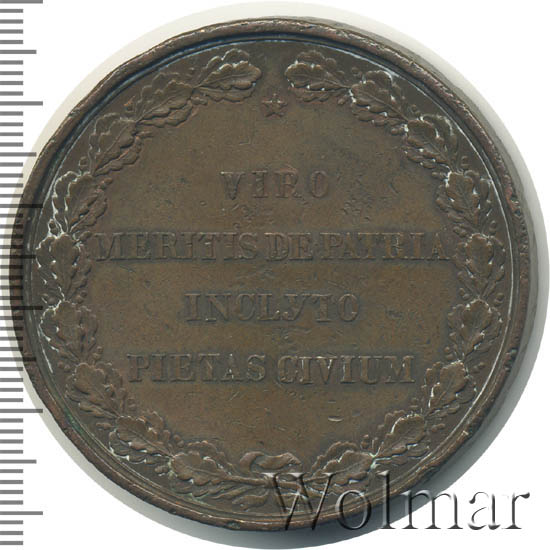 VIRO
MERITIS DE PATRIA
INCLYTO
PIETAS CIVIUM
Wolmar